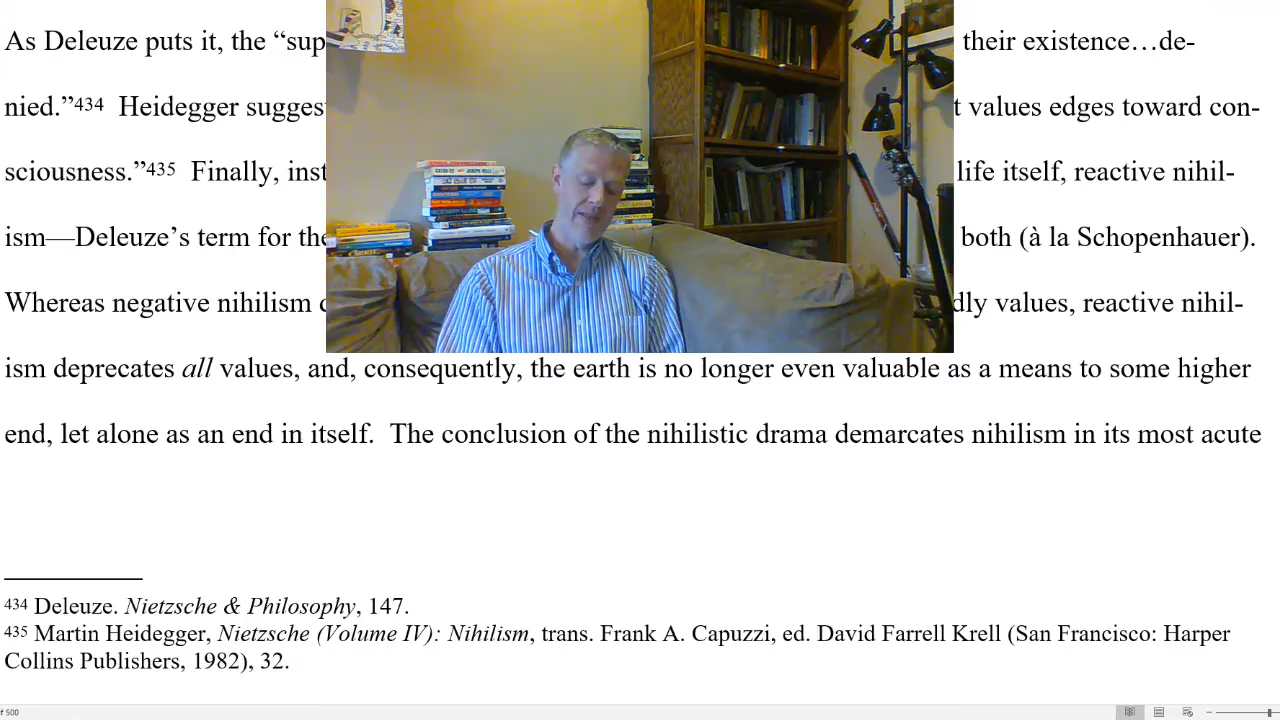 As Deleuze puts it, the “sup their existence…de-
nied.”434 Heidegger sugges t values edges toward con-
sciousness.”435 Finally, inst life itself, reactive nihil-
ism—Deleuze’s term for the both (à la Schopenhauer).
Whereas negative nihilism dly values, reactive nihil-
ism deprecates all values, and, consequently, the earth is no longer even valuable as a means to some higher
end, let alone as an end in itself. The conclusion of the nihilistic drama demarcates nihilism in its most acute
434 Deleuze. Nietzsche & Philosophy, 147.
435 Martin Heidegger, Nietzsche (Volume IV): Nihilism, trans. Frank A. Capuzzi, ed. David Farrell Krell (San Francisco: Harper
Collins Publishers, 1982), 32.
f 500